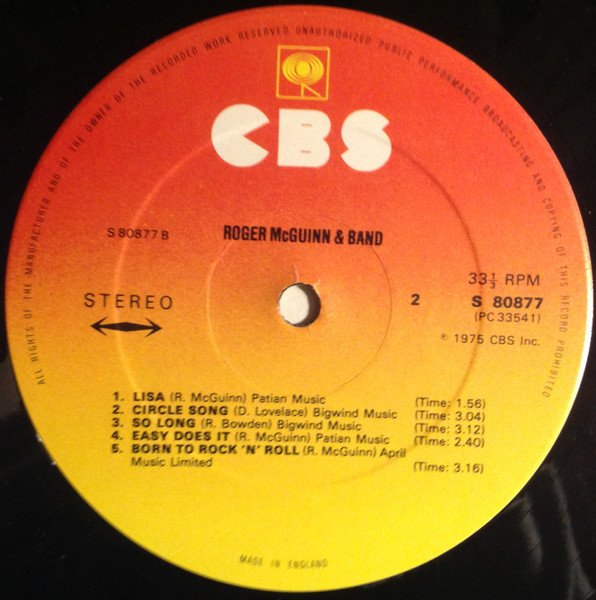 ALL RIGHTS OF THE MANUFACTURER AND OF THE OWNER OF THE RECORDED WORK RESERVED UNAUTHORIZED PUBLIC PERFORMANCE BROADCASTING AND COPYING OF THIS RECORD PROHIBITED
CBS
S 80877 B
ROGER McGUINN & BAND
33⅓ RPM
STEREO
2
S 80877
(PC 33541)
℗ 1975 CBS Inc.
1. LISA (R. McGuinn) Patian Music (Time: 1.56)
2. CIRCLE SONG (D. Lovelace) Bigwind Music (Time: 3.04)
3. SO LONG (R. Bowden) Bigwind Music (Time: 3.12)
4. EASY DOES IT (R. McGuinn) Patian Music (Time: 2.40)
5. BORN TO ROCK 'N' ROLL (R. McGuinn) April
Music Limited (Time: 3.16)
MADE IN ENGLAND